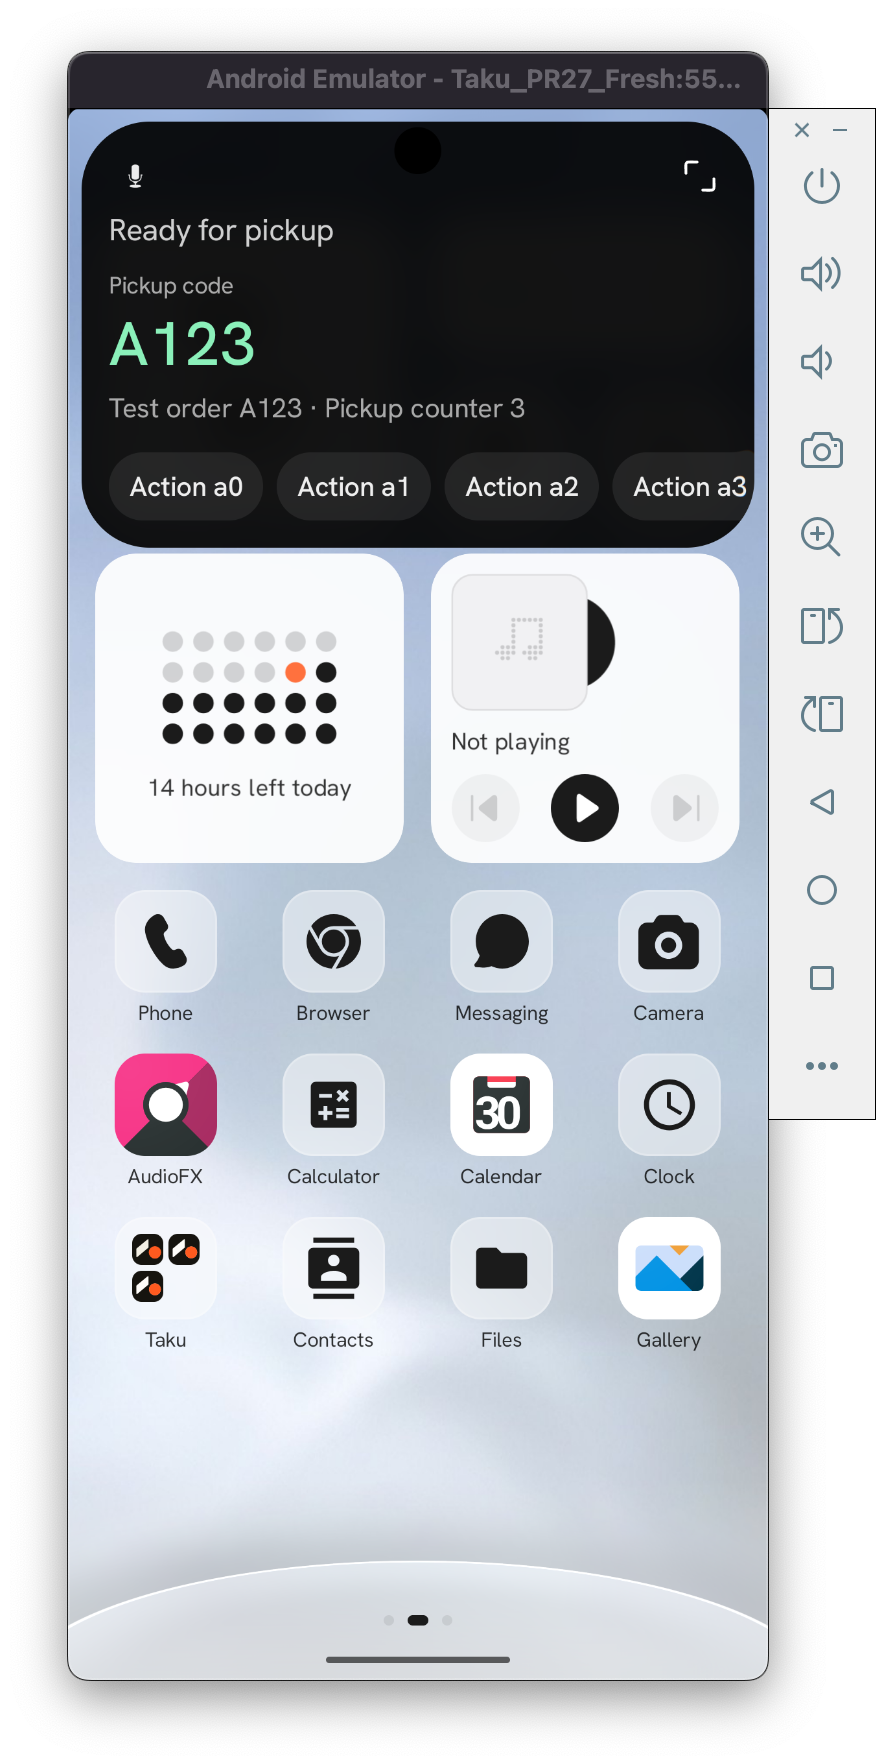 Android Emulator - Taku_PR27_Fresh:55...
Ready for pickup
Pickup code
A123
Test order A123 · Pickup counter 3
Action a0 Action a1 Action a2 Action a3
14 hours left today
Not playing
Phone Browser Messaging Camera
30
AudioFX Calculator Calendar Clock
Taku Contacts Files Gallery